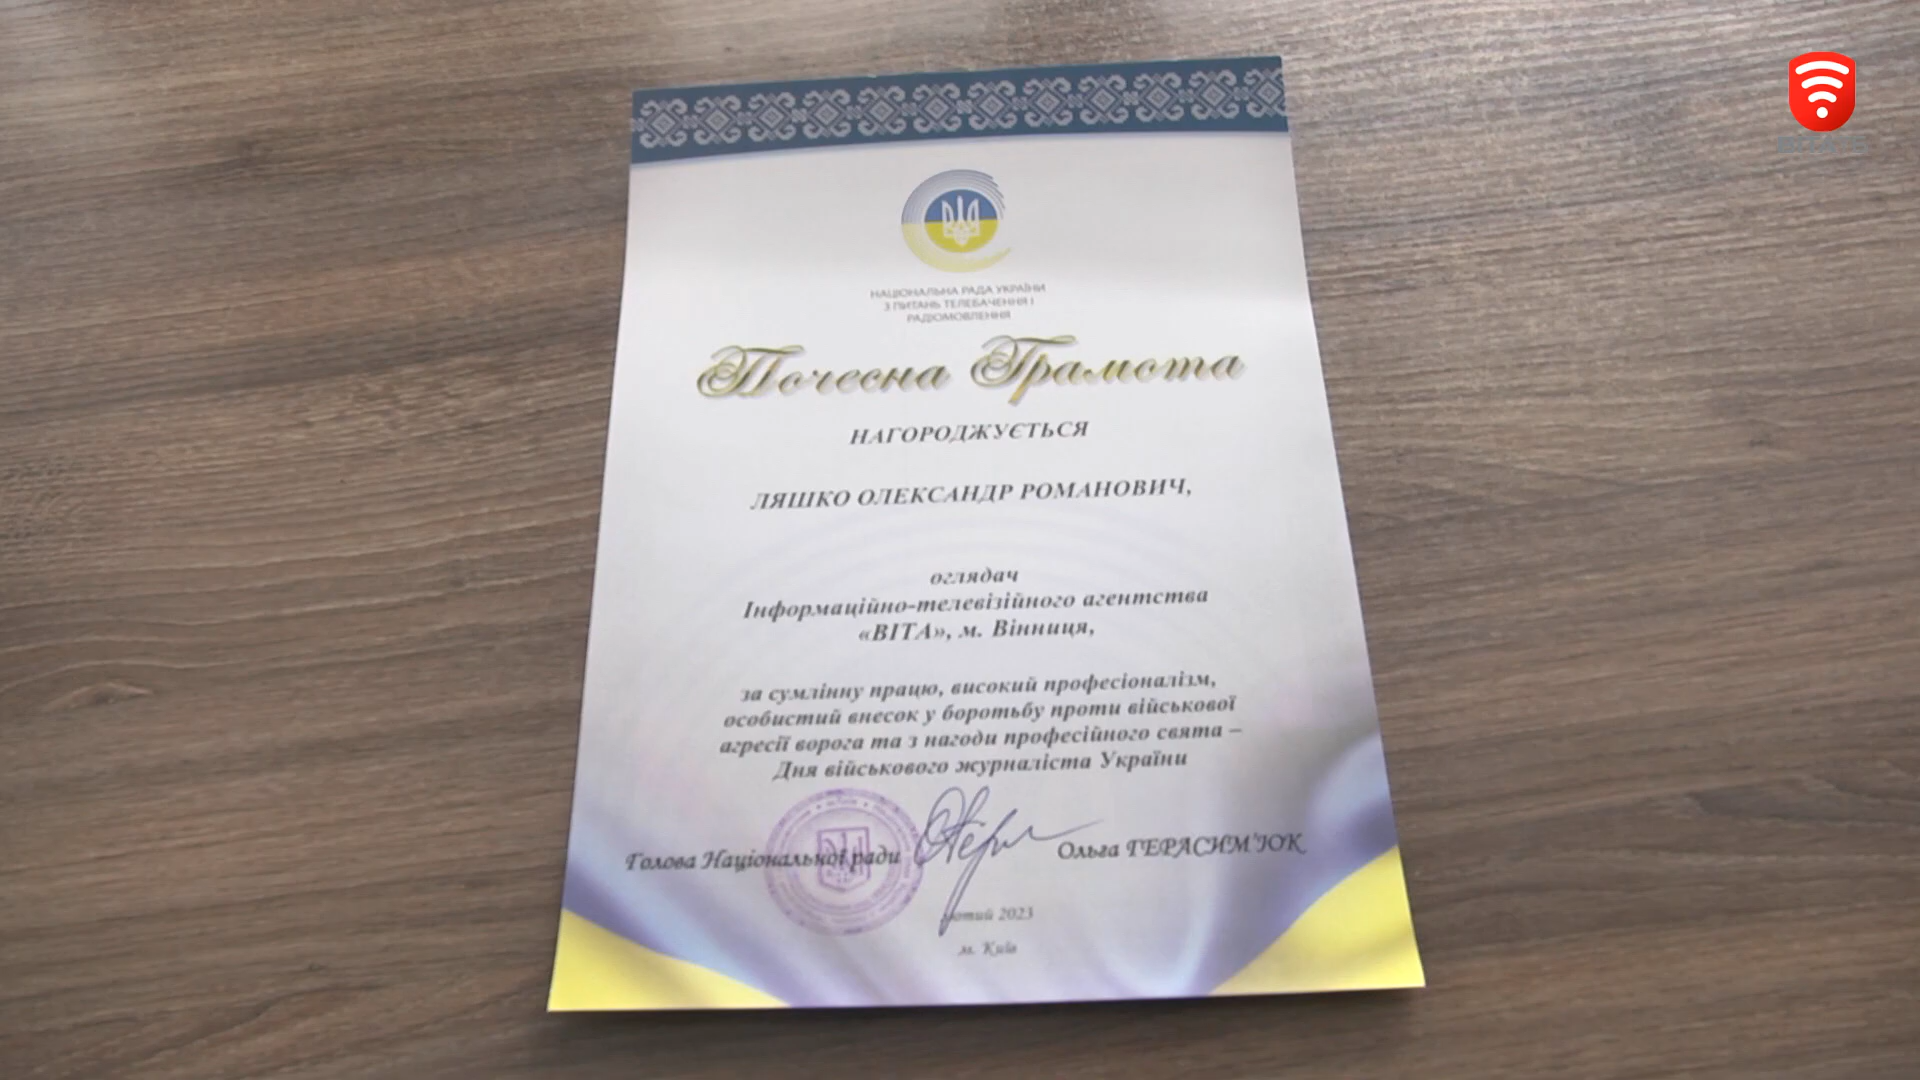 НАЦІОНАЛЬНА РАДА УКРАЇНИ
З ПИТАНЬ ТЕЛЕБАЧЕННЯ І
РАДІОМОВЛЕННЯ
Почесна Грамота
НАГОРОДЖУЄТЬСЯ
ЛЯШКО ОЛЕКСАНДР РОМАНОВИЧ,
оглядач
Інформаційно-телевізійного агентства
«ВІТА», м. Вінниця,
за сумлінну працю, високий професіоналізм,
особистий внесок у боротьбу проти військової
агресії ворога та з нагоди професійного свята –
Дня військового журналіста України
Голова Національної ради Ольга ГЕРАСИМ'ЮК
лютий 2023
м. Київ